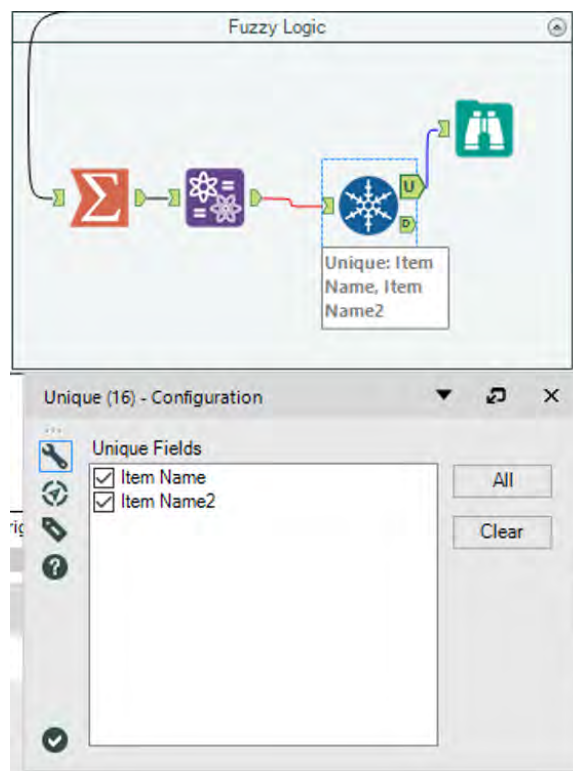 Fuzzy Logic
U
D
Unique: Item
Name, Item
Name2
Unique (16) - Configuration
Unique Fields
Item Name
Item Name2
All
Clear